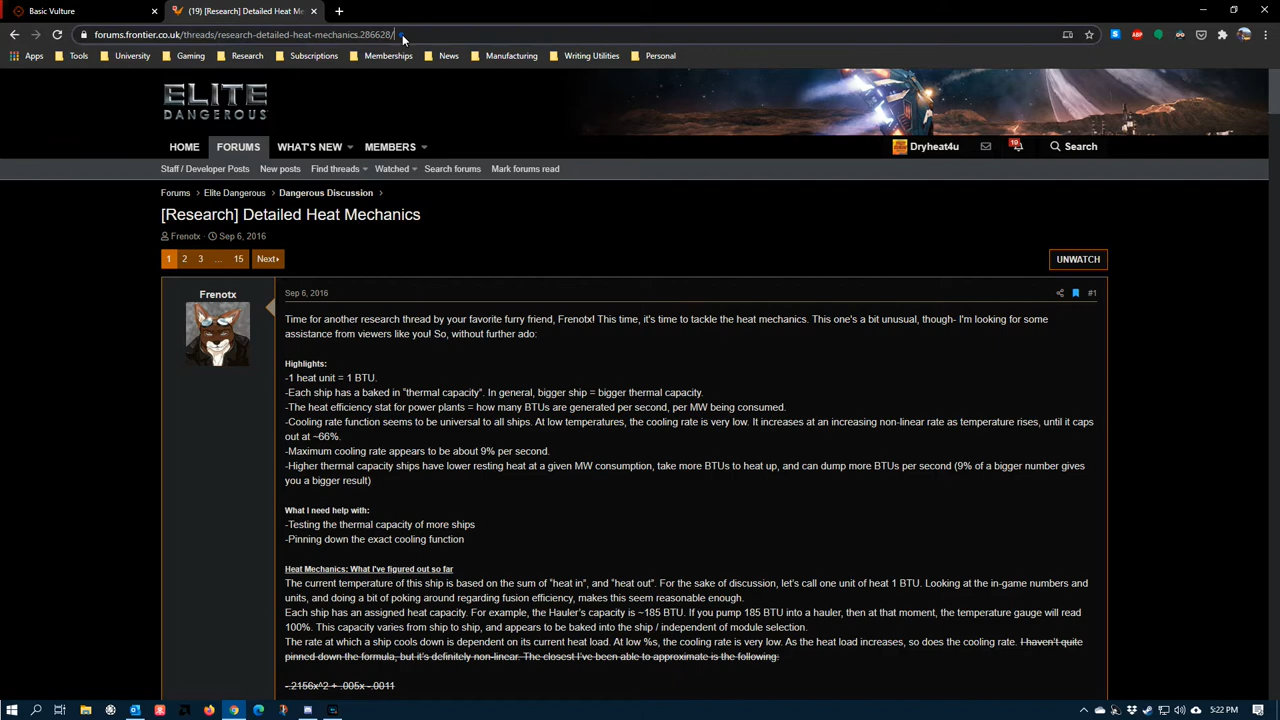 Basic Vulture
(19) [Research] Detailed Heat Me
forums.frontier.co.uk/threads/research-detailed-heat-mechanics.286628/
Apps Tools University Gaming Research Subscriptions Memberships News Manufacturing Writing Utilities Personal
ELITE
DANGEROUS
HOME FORUMS WHAT'S NEW MEMBERS 19 Dryheat4u Search
Staff / Developer Posts New posts Find threads Watched Search forums Mark forums read
Forums Elite Dangerous Dangerous Discussion
[Research] Detailed Heat Mechanics
Frenotx · Sep 6, 2016
1 2 3 ... 15 Next UNWATCH
Frenotx
Sep 6, 2016 #1
Time for another research thread by your favorite furry friend, Frenotx! This time, it's time to tackle the heat mechanics. This one's a bit unusual, though- I'm looking for some
assistance from viewers like you! So, without further ado:
Highlights:
-1 heat unit = 1 BTU.
-Each ship has a baked in "thermal capacity". In general, bigger ship = bigger thermal capacity.
-The heat efficiency stat for power plants = how many BTUs are generated per second, per MW being consumed.
-Cooling rate function seems to be universal to all ships. At low temperatures, the cooling rate is very low. It increases at an increasing non-linear rate as temperature rises, until it caps
out at ~66%.
-Maximum cooling rate appears to be about 9% per second.
-Higher thermal capacity ships have lower resting heat at a given MW consumption, take more BTUs to heat up, and can dump more BTUs per second (9% of a bigger number gives
you a bigger result)
What I need help with:
-Testing the thermal capacity of more ships
-Pinning down the exact cooling function
Heat Mechanics: What I've figured out so far
The current temperature of this ship is based on the sum of "heat in", and "heat out". For the sake of discussion, let's call one unit of heat 1 BTU. Looking at the in-game numbers and
units, and doing a bit of poking around regarding fusion efficiency, makes this seem reasonable enough.
Each ship has an assigned heat capacity. For example, the Hauler's capacity is ~185 BTU. If you pump 185 BTU into a hauler, then at that moment, the temperature gauge will read
100%. This capacity varies from ship to ship, and appears to be baked into the ship / independent of module selection.
The rate at which a ship cools down is dependent on its current heat load. At low %s, the cooling rate is very low. As the heat load increases, so does the cooling rate. I haven't quite
pinned down the formula, but it's definitely non-linear. The closest I've been able to approximate is the following:
-.2156x^2 + .005x -.0011
5:22 PM